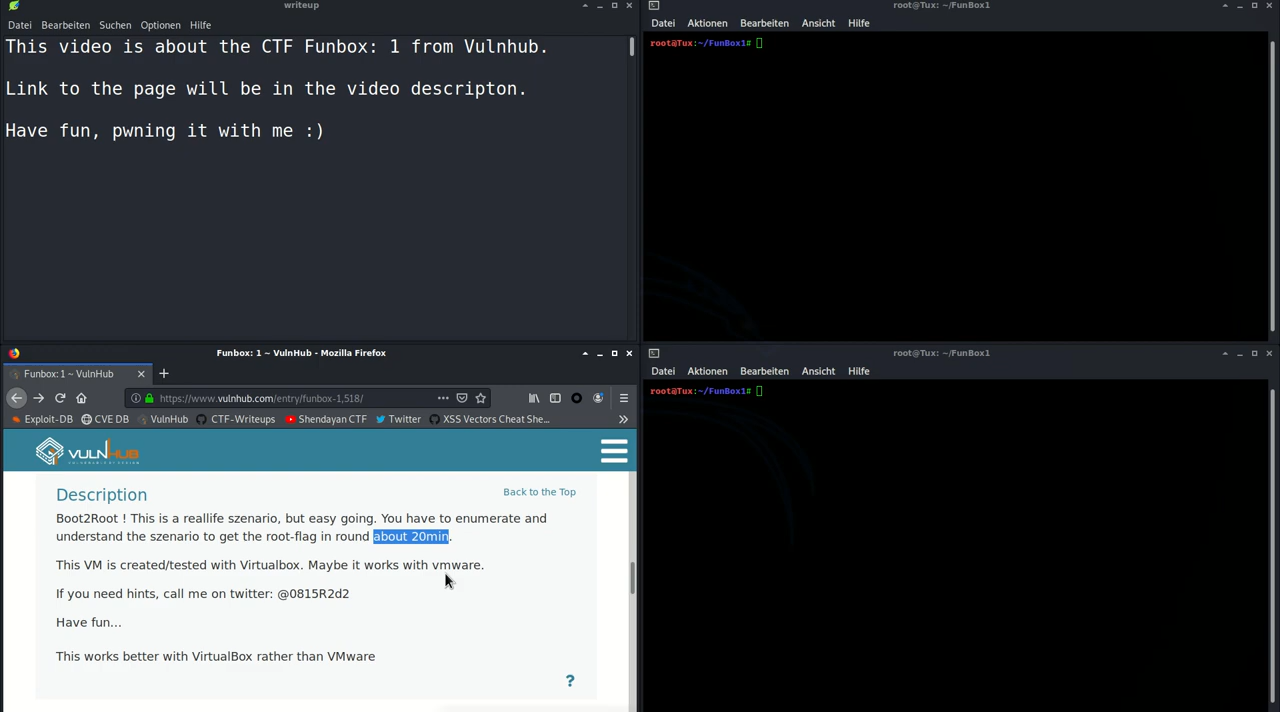 writeup
Datei Bearbeiten Suchen Optionen Hilfe
This video is about the CTF Funbox: 1 from Vulnhub.
Link to the page will be in the video descripton.
Have fun, pwning it with me :)
root@Tux: ~/FunBox1
Datei Aktionen Bearbeiten Ansicht Hilfe
root@Tux:~/FunBox1#
Funbox: 1 ~ VulnHub - Mozilla Firefox
Funbox: 1 ~ VulnHub
https://www.vulnhub.com/entry/funbox-1,518/
Exploit-DB CVE DB VulnHub CTF-Writeups Shendayan CTF Twitter XSS Vectors Cheat She...
VULNHUB
Description
Back to the Top
Boot2Root ! This is a reallife szenario, but easy going. You have to enumerate and
understand the szenario to get the root-flag in round about 20min.
This VM is created/tested with Virtualbox. Maybe it works with vmware.
If you need hints, call me on twitter: @0815R2d2
Have fun...
This works better with VirtualBox rather than VMware
?
root@Tux: ~/FunBox1
Datei Aktionen Bearbeiten Ansicht Hilfe
root@Tux:~/FunBox1#